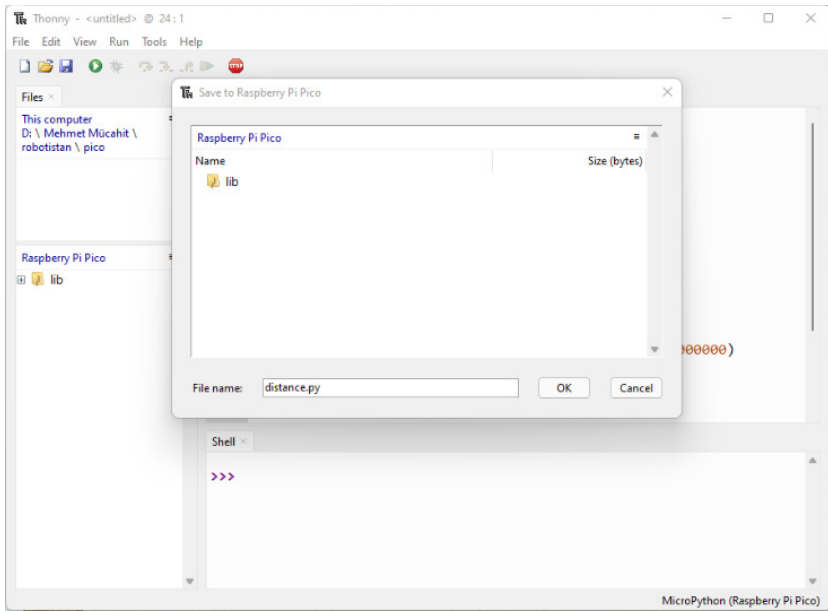 Thonny - <untitled> @ 24:1
File Edit View Run Tools Help
Files
This computer
D: \ Mehmet Mücahit \
robotistan \ pico
Raspberry Pi Pico
lib
Save to Raspberry Pi Pico
Raspberry Pi Pico
Name Size (bytes)
lib
File name: distance.py OK Cancel
000000)
Shell
>>>
MicroPython (Raspberry Pi Pico)